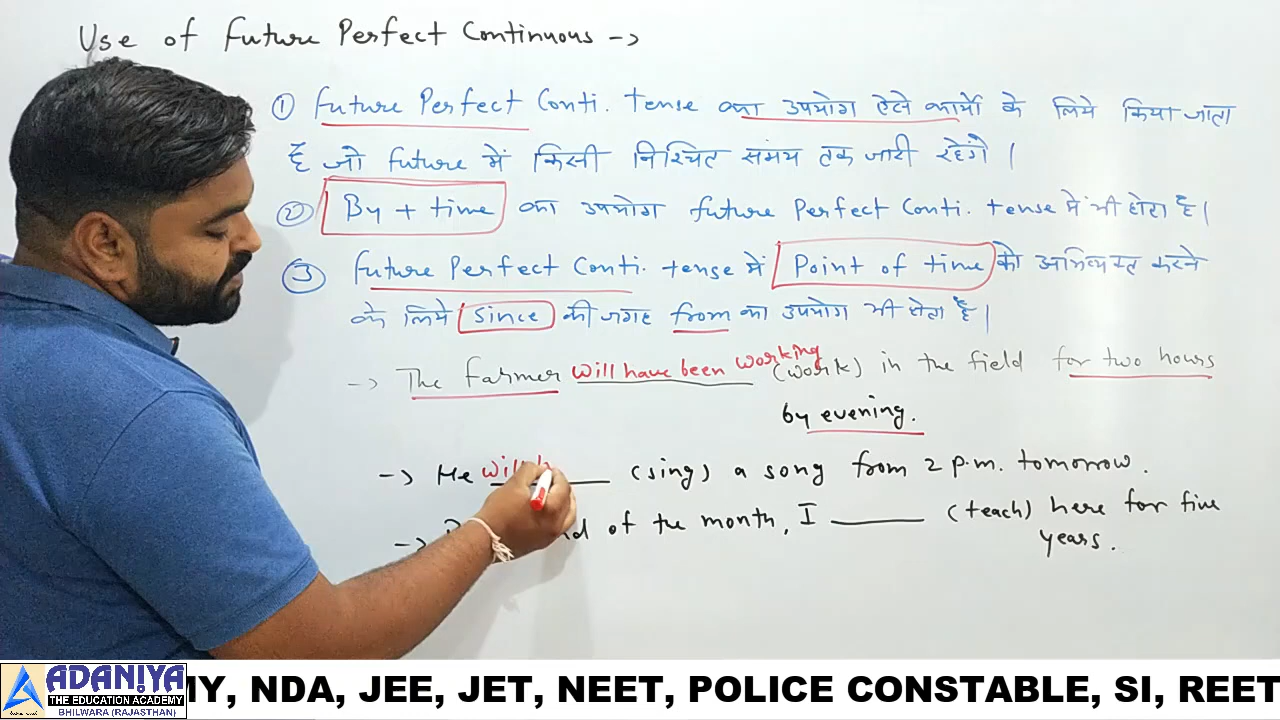 Use of Future Perfect Continuous →
① Future Perfect Conti. tense का उपयोग ऐसे कार्यो के लिये किया जाता
है जो future में किसी निश्चित समय तक जारी रहेंगे।
② By + time का उपयोग future Perfect Conti. tense में भी होता है।
③ Future Perfect Conti. tense में Point of time को अभिव्यक्त करने
के लिये since की जगह from का उपयोग भी होता है।
→ The farmer will have been working (work) in the field for two hours
by evening.
→ He will h (sing) a song from 2 p.m. tomorrow.
→ of the month, I ______ (teach) here for five
years.
ADANIYA
THE EDUCATION ACADEMY
BHILWARA (RAJASTHAN)
MY, NDA, JEE, JET, NEET, POLICE CONSTABLE, SI, REET